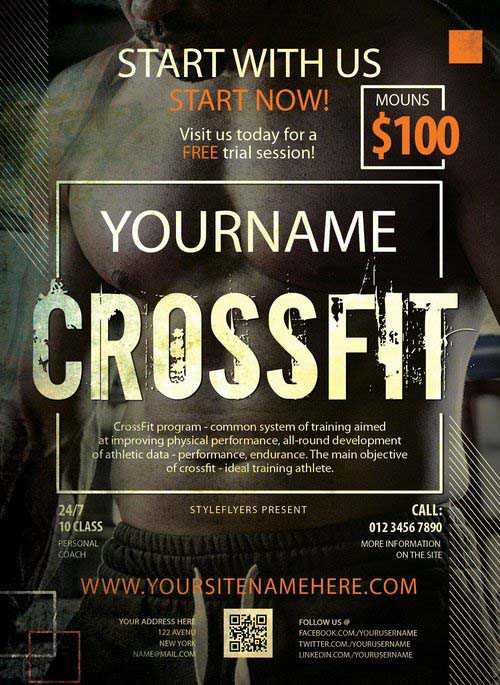 START WITH US
START NOW!
Visit us today for a
FREE trial session!
MOUNS
$100
YOURNAME
CROSSFIT
CrossFit program - common system of training aimed
at improving physical performance, all-round development
of athletic data - performance, endurance. The main objective
of crossfit - ideal training athlete.
24/7
10 CLASS
PERSONAL
COACH
STYLEFLYERS PRESENT
CALL:
012 3456 7890
MORE INFORMATION
ON THE SITE
WWW.YOURSITENAMEHERE.COM
YOUR ADDRESS HERE
122 AVENU
NEW YORK
NAME@MAIL.COM
FOLLOW US @
FACEBOOK.COM/YOURUSERNAME
TWITTER.COM/YOURUSERNAME
LINKEDIN.COM/YOURUSERNAME